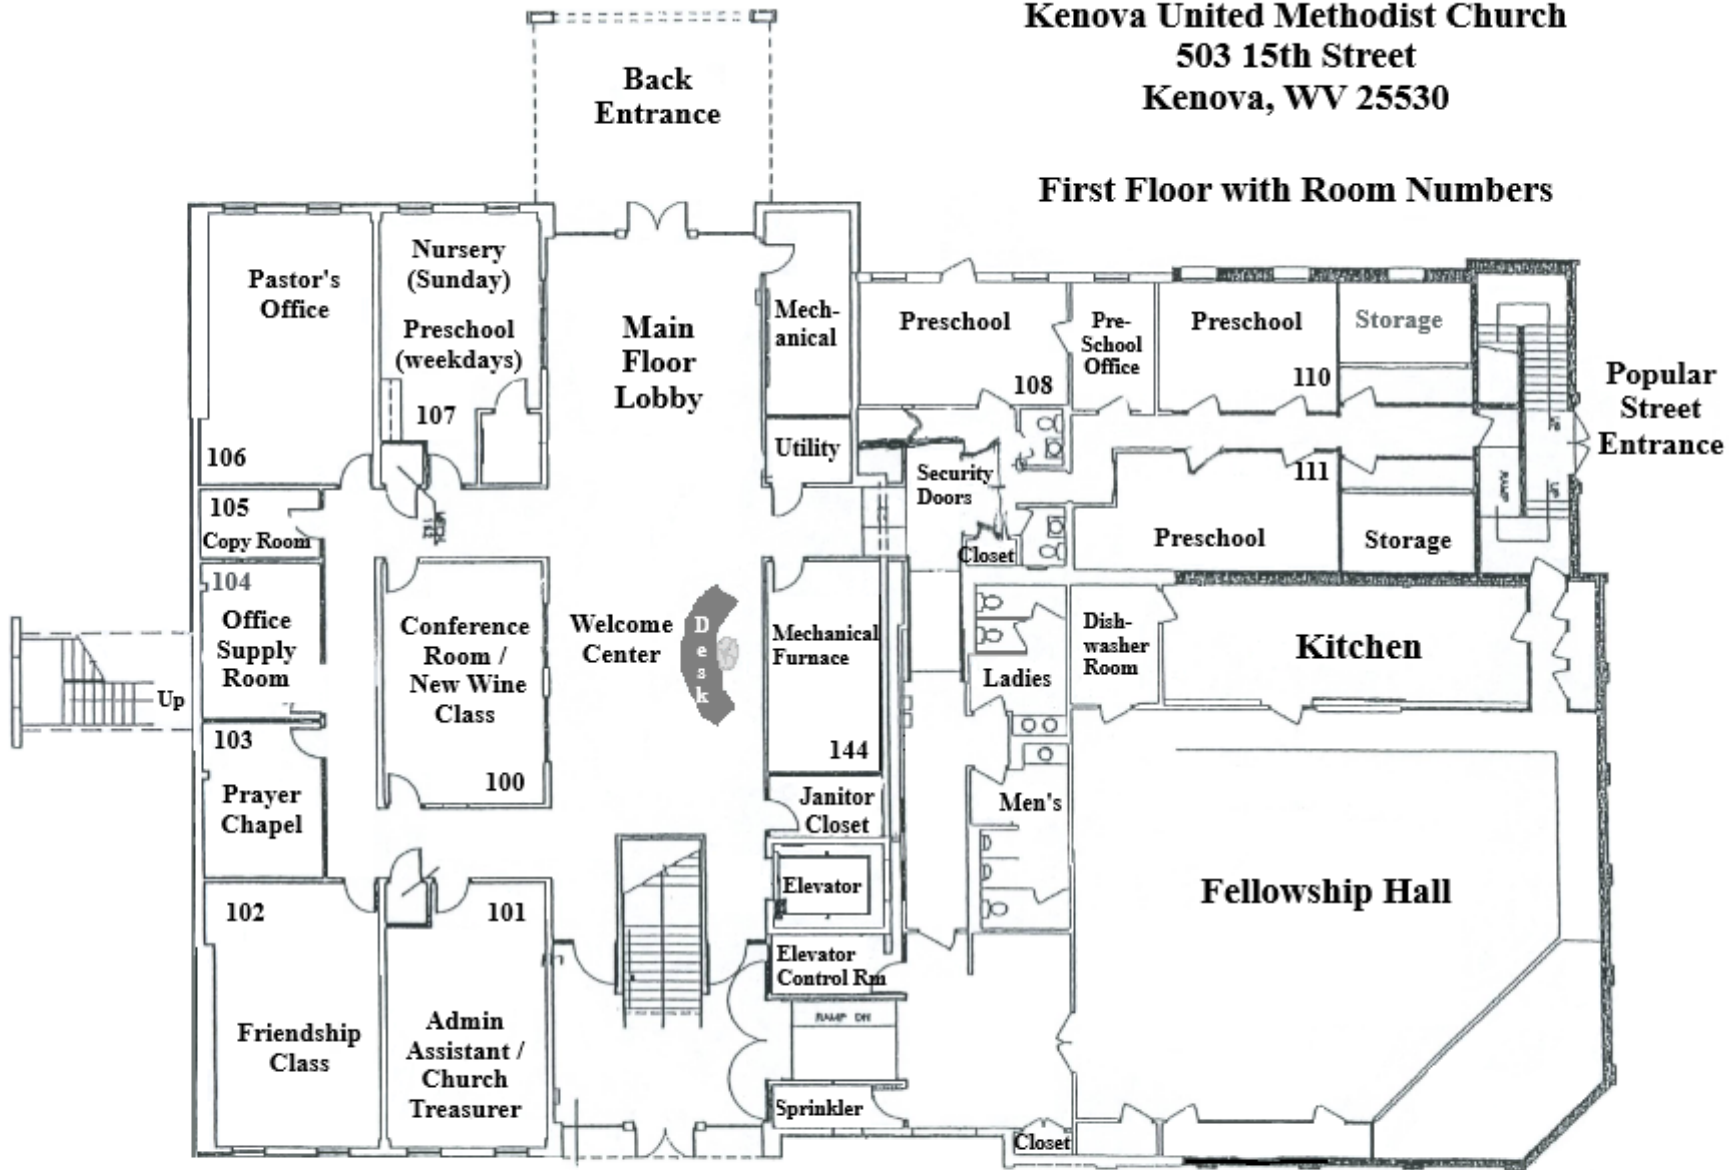 Kenova United Methodist Church
503 15th Street
Kenova, WV 25530
First Floor with Room Numbers
Back
Entrance
Pastor's
Office
106
Nursery
(Sunday)
Preschool
(weekdays)
107
Main
Floor
Lobby
Mech-
anical
Utility
Preschool
108
Pre-
School
Office
Preschool
110
Storage
Popular
Street
Entrance
UP
RAMP
UP
111
Preschool
Storage
Security
Doors
Closet
105
Copy Room
104
Office
Supply
Room
Up
103
Prayer
Chapel
Conference
Room /
New Wine
Class
100
Welcome
Center
Desk
Mechanical
Furnace
144
Janitor
Closet
Elevator
Elevator
Control Rm
RAMP DN
Sprinkler
Ladies
Men's
Dish-
washer
Room
Kitchen
Fellowship Hall
Closet
102
Friendship
Class
101
Admin
Assistant /
Church
Treasurer